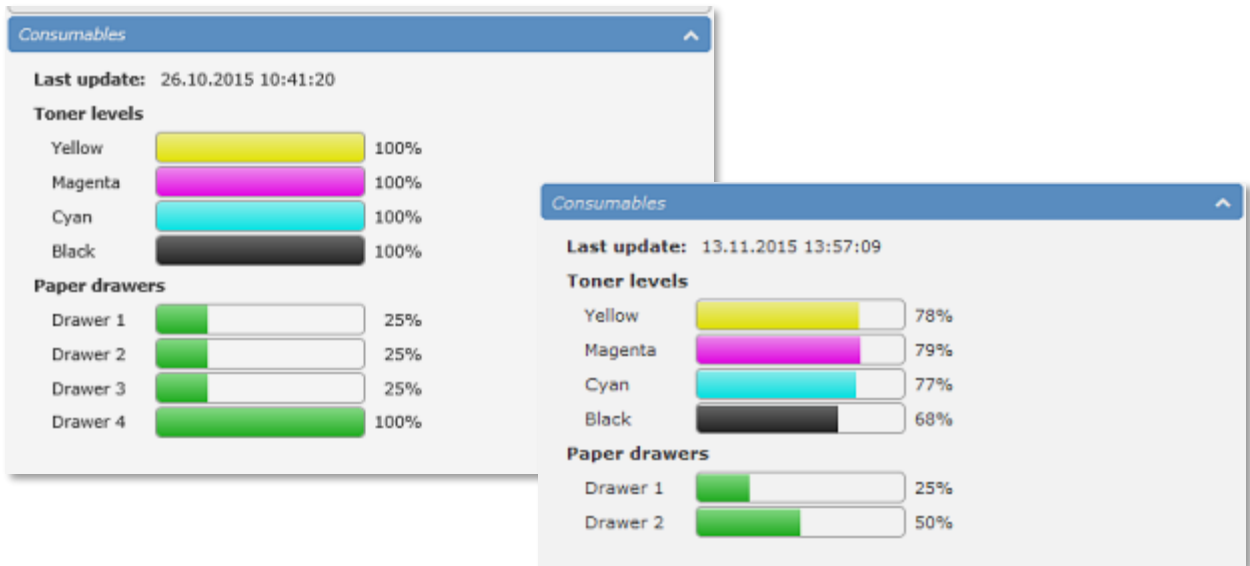 Consumables
Last update: 26.10.2015 10:41:20
Toner levels
Yellow 100%
Magenta 100%
Cyan 100%
Black 100%
Paper drawers
Drawer 1 25%
Drawer 2 25%
Drawer 3 25%
Drawer 4 100%
Consumables
Last update: 13.11.2015 13:57:09
Toner levels
Yellow 78%
Magenta 79%
Cyan 77%
Black 68%
Paper drawers
Drawer 1 25%
Drawer 2 50%